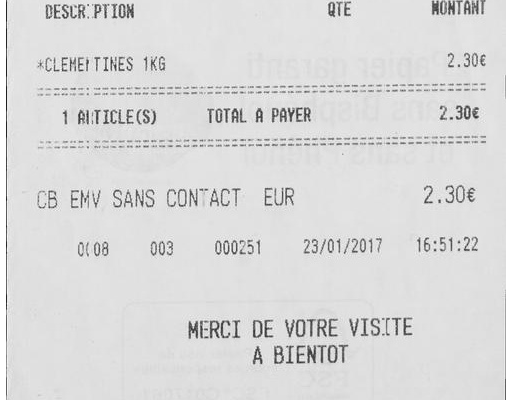 DESCRIPTION QTE MONTANT
*CLEMENTINES 1KG 2.30€
1 ARTICLE(S) TOTAL A PAYER 2.30€
CB EMV SANS CONTACT EUR 2.30€
0008 003 000251 23/01/2017 16:51:22
MERCI DE VOTRE VISITE
A BIENTOT